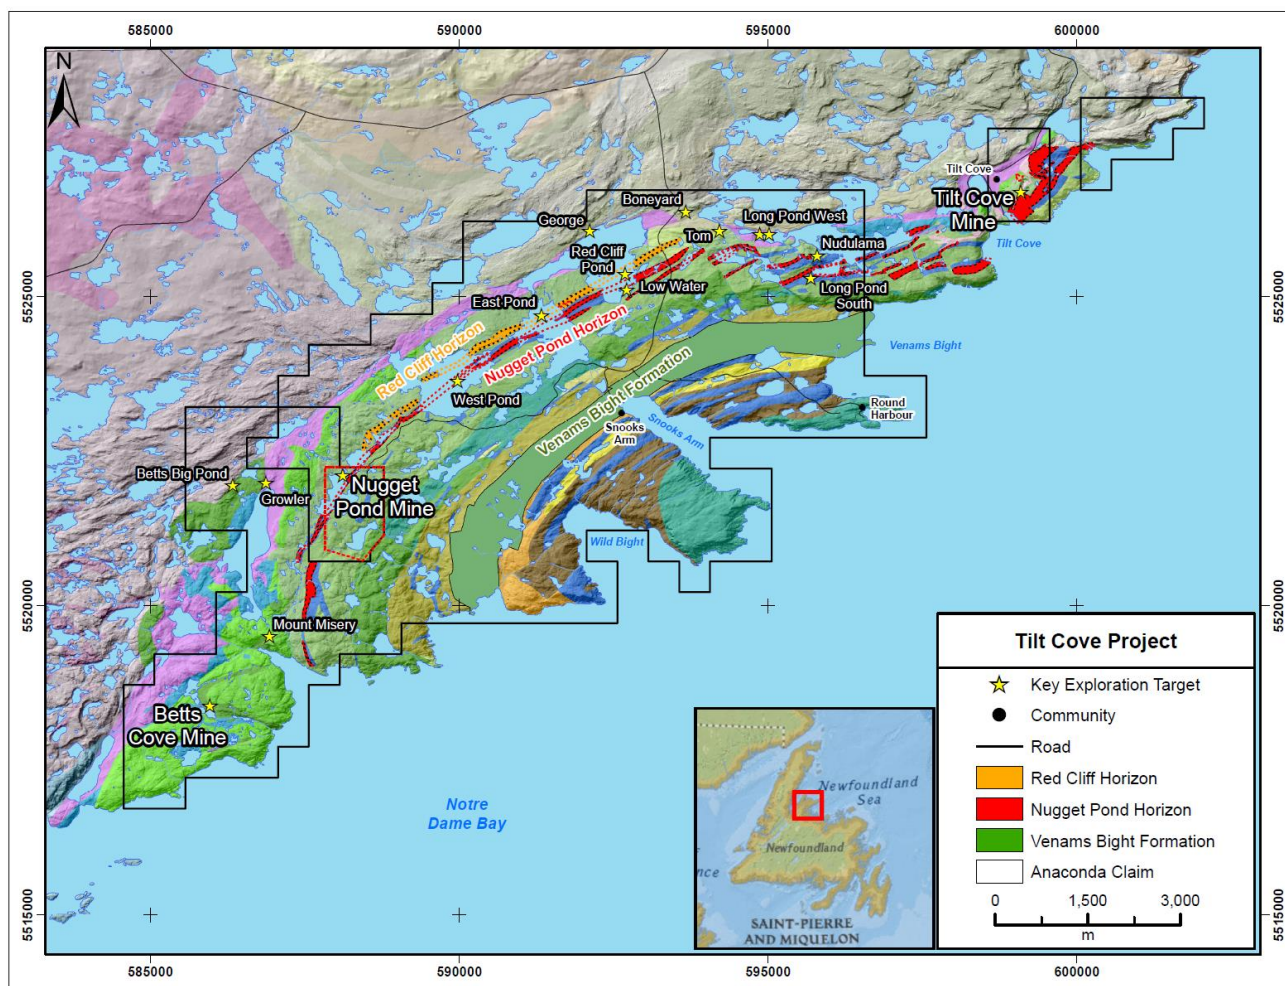 585000
590000
595000
600000
N
5525000
5520000
5515000
5525000
5520000
5515000
Tilt Cove
Tilt Cove
Mine
Tilt Cove
Boneyard
George
Long Pond West
Tom
Red Cliff
Pond
Nudulama
Low Water
Long Pond
South
East Pond
Red Cliff Horizon
Nugget Pond Horizon
West Pond
Venams Bight Formation
Venams Bight
Round
Harbour
Snooks
Arm
Snooks Arm
Betts Big Pond
Growler
Nugget
Pond Mine
Wild Bight
Mount Misery
Betts
Cove Mine
Notre
Dame Bay
Newfoundland
Sea
Newfoundland
nce
SAINT-PIERRE
AND MIQUELON
Tilt Cove Project
Key Exploration Target
Community
Road
Red Cliff Horizon
Nugget Pond Horizon
Venams Bight Formation
Anaconda Claim
0 1,500 3,000
m
585000
590000
595000
600000